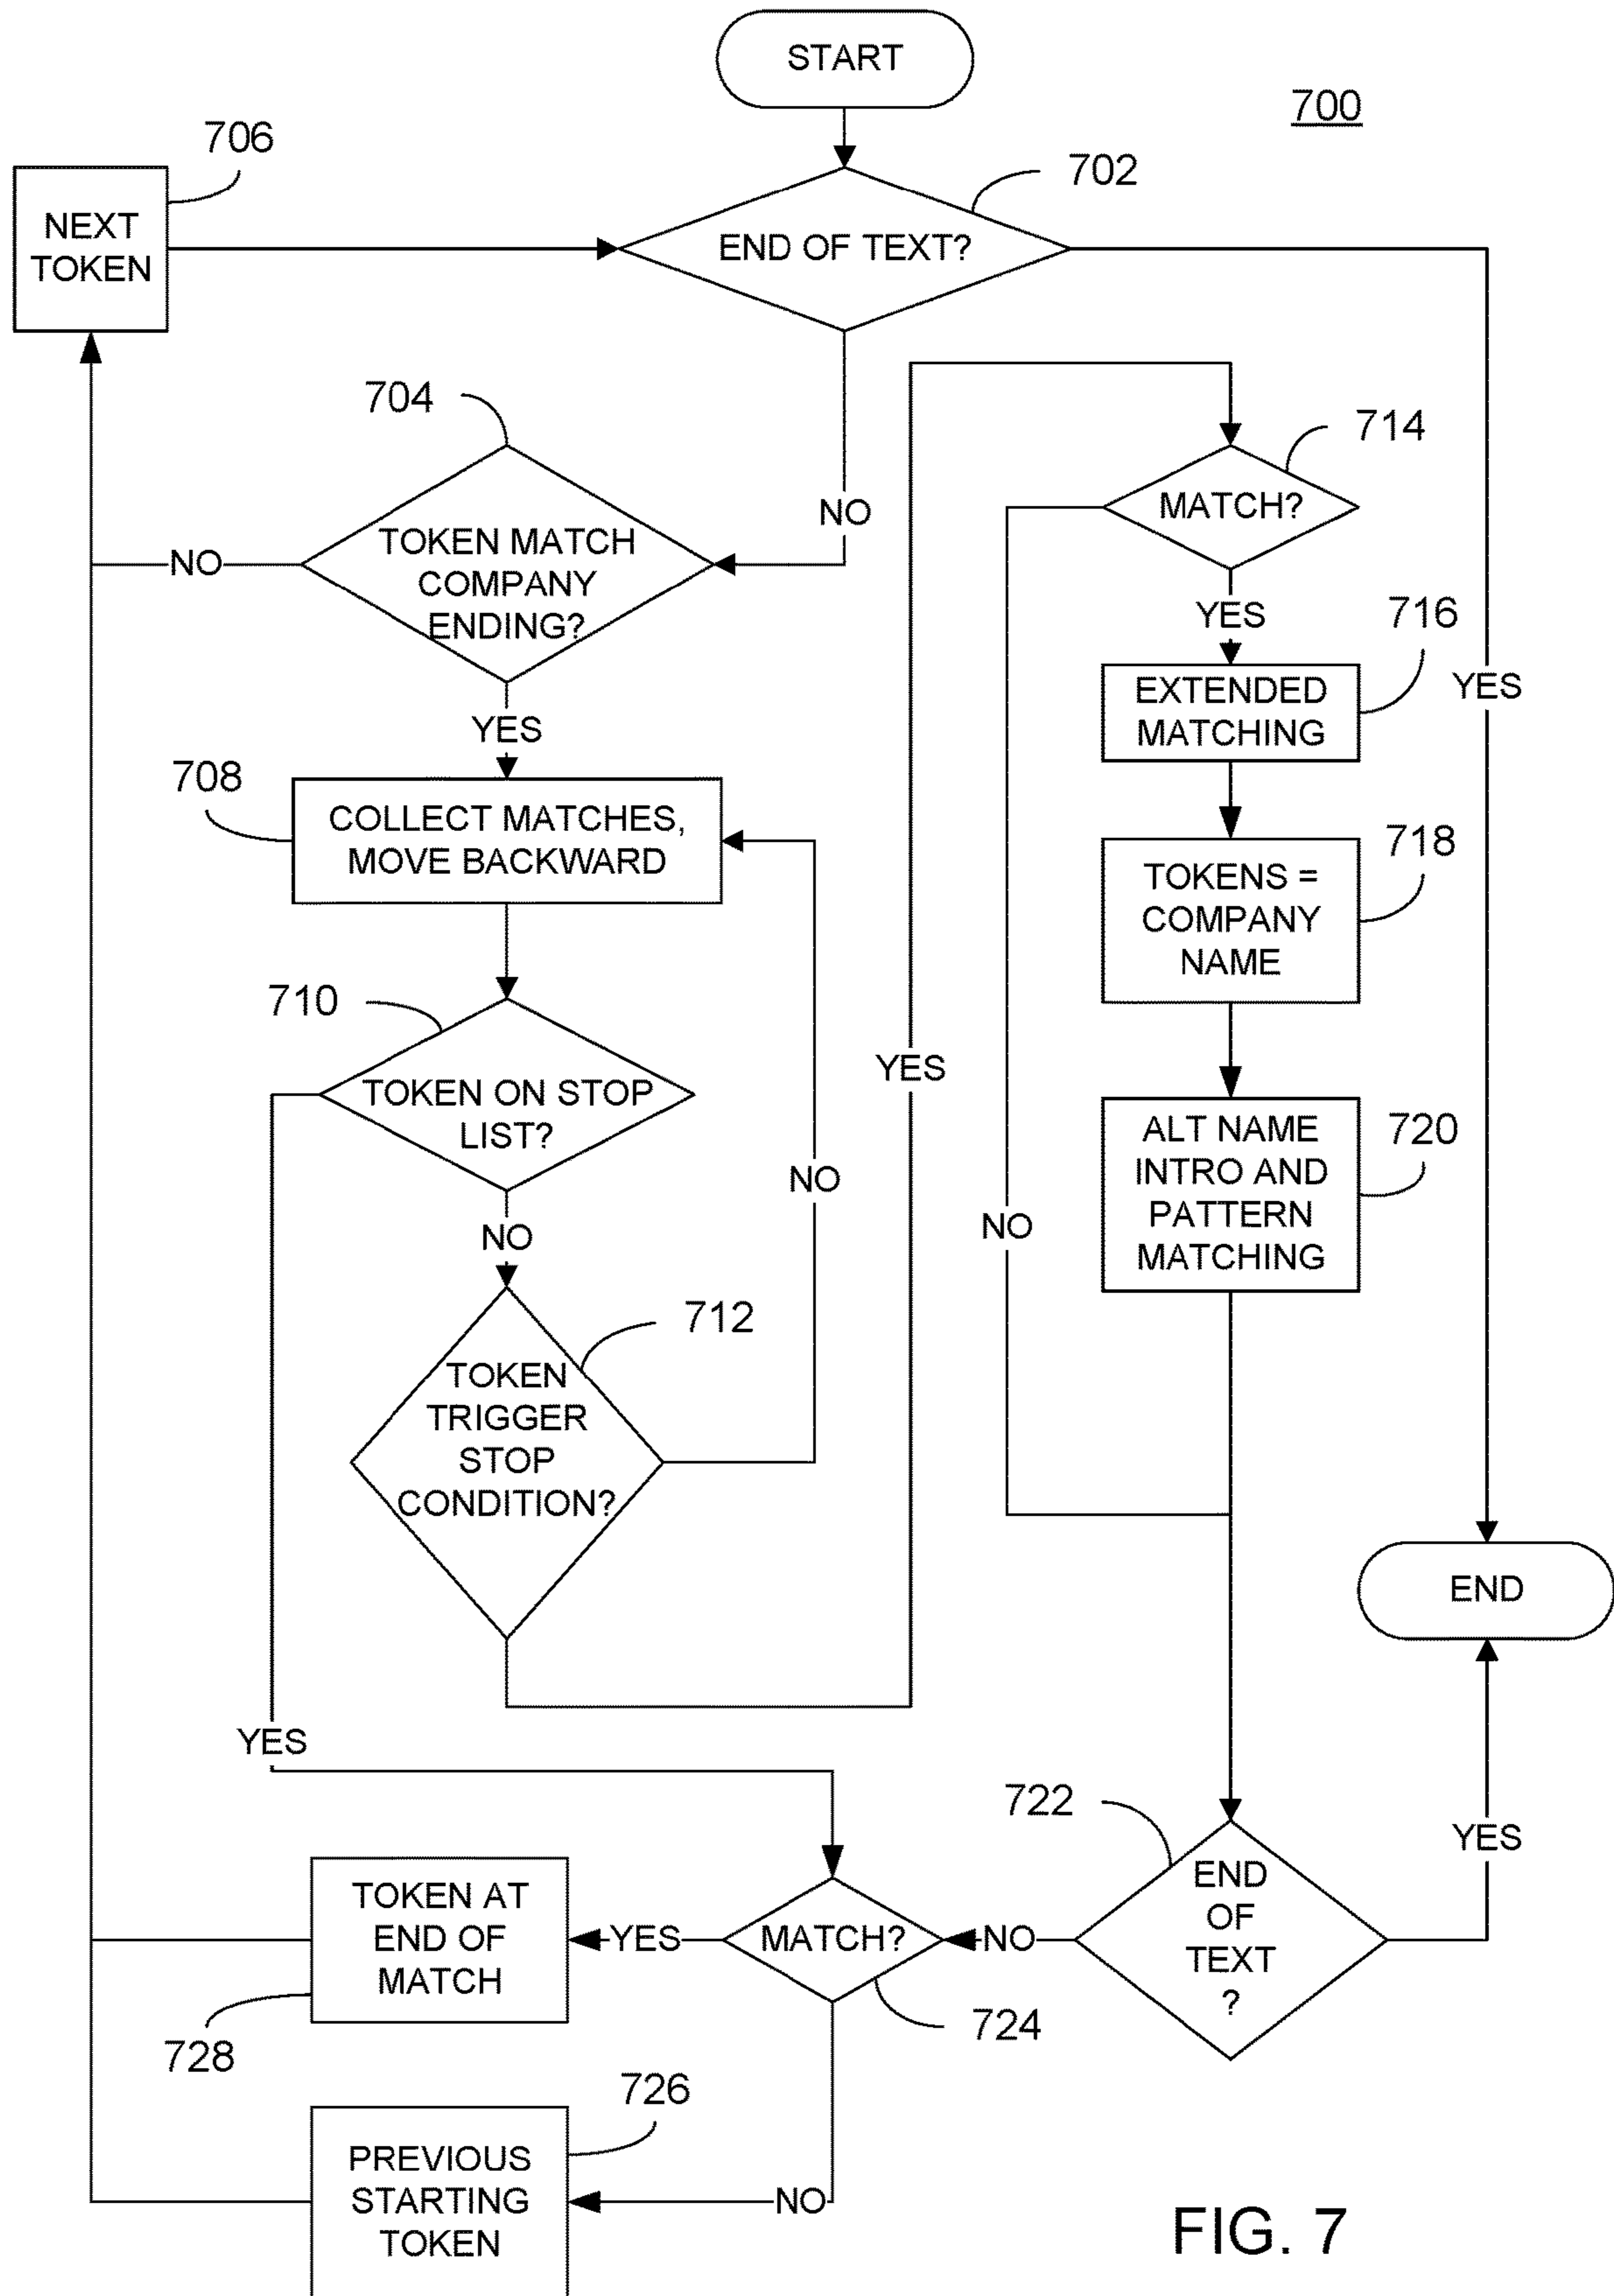 START
700
706
702
NEXT
TOKEN
END OF TEXT?
704
714
NO
MATCH?
TOKEN MATCH
COMPANY
ENDING?
NO
YES
716
EXTENDED
MATCHING
YES
YES
708
COLLECT MATCHES,
MOVE BACKWARD
718
TOKENS =
COMPANY
NAME
710
TOKEN ON STOP
LIST?
YES
NO
720
ALT NAME
INTRO AND
PATTERN
MATCHING
NO
NO
712
TOKEN
TRIGGER
STOP
CONDITION?
END
YES
722
YES
END
OF
TEXT
?
TOKEN AT
END OF
MATCH
YES
MATCH?
NO
724
728
726
PREVIOUS
STARTING
TOKEN
NO
FIG. 7